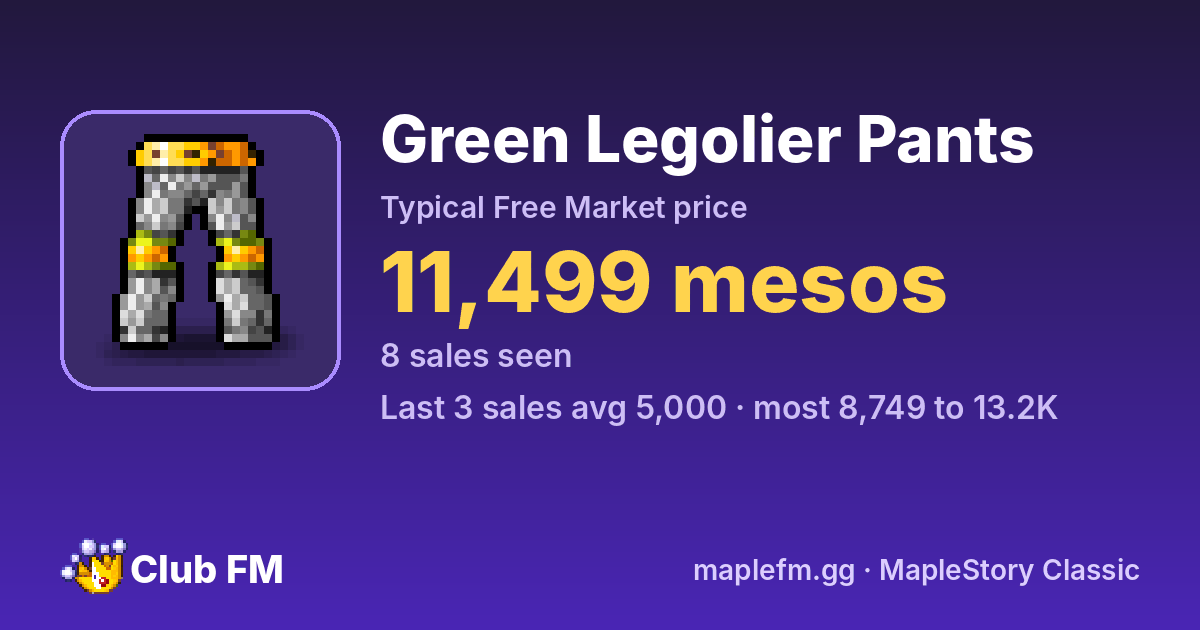 Green Legolier Pants
Typical Free Market price
11,499 mesos
8 sales seen
Last 3 sales avg 5,000 · most 8,749 to 13.2K
Club FM
maplefm.gg · MapleStory Classic